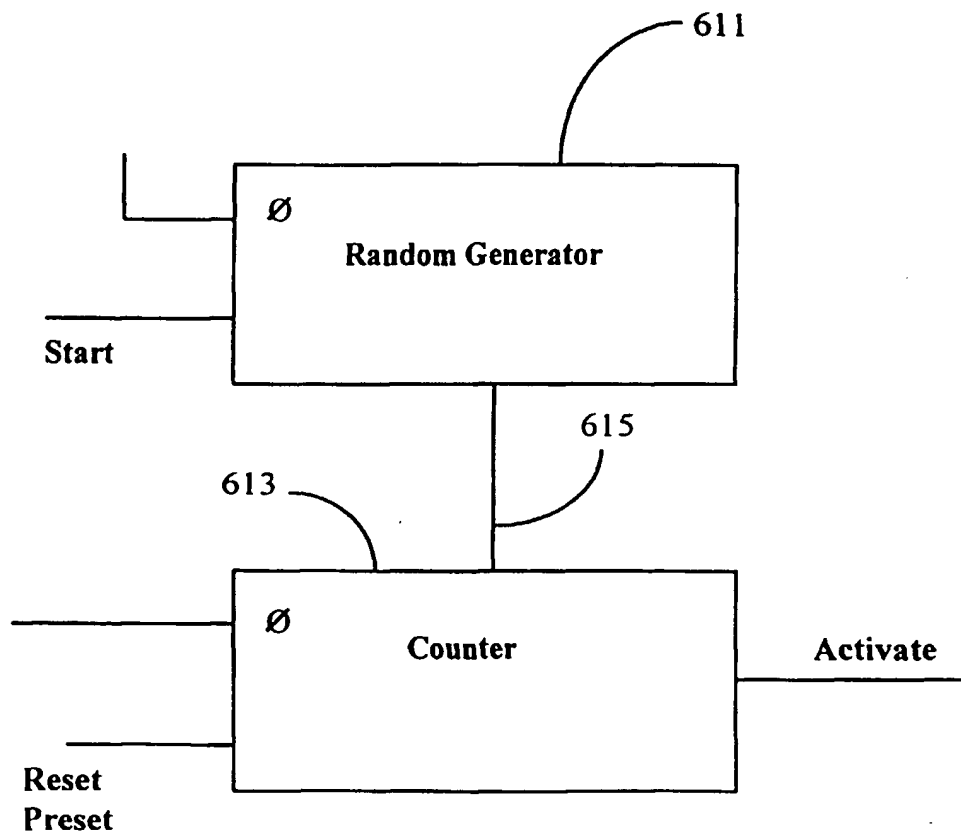 611
Ø
Random Generator
Start
615
613
Ø
Counter
Activate
Reset
Preset